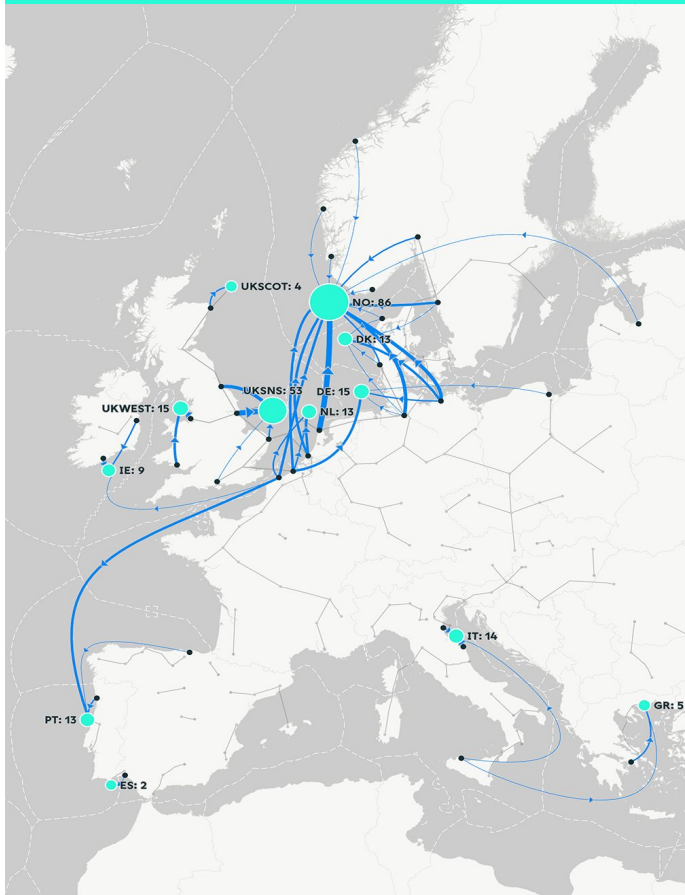 UKSCOT: 4
NO: 86
DK: 13
UKSNS: 53
DE: 15
UKWEST: 15
NL: 13
IE: 9
IT: 14
GR: 5
PT: 13
ES: 2